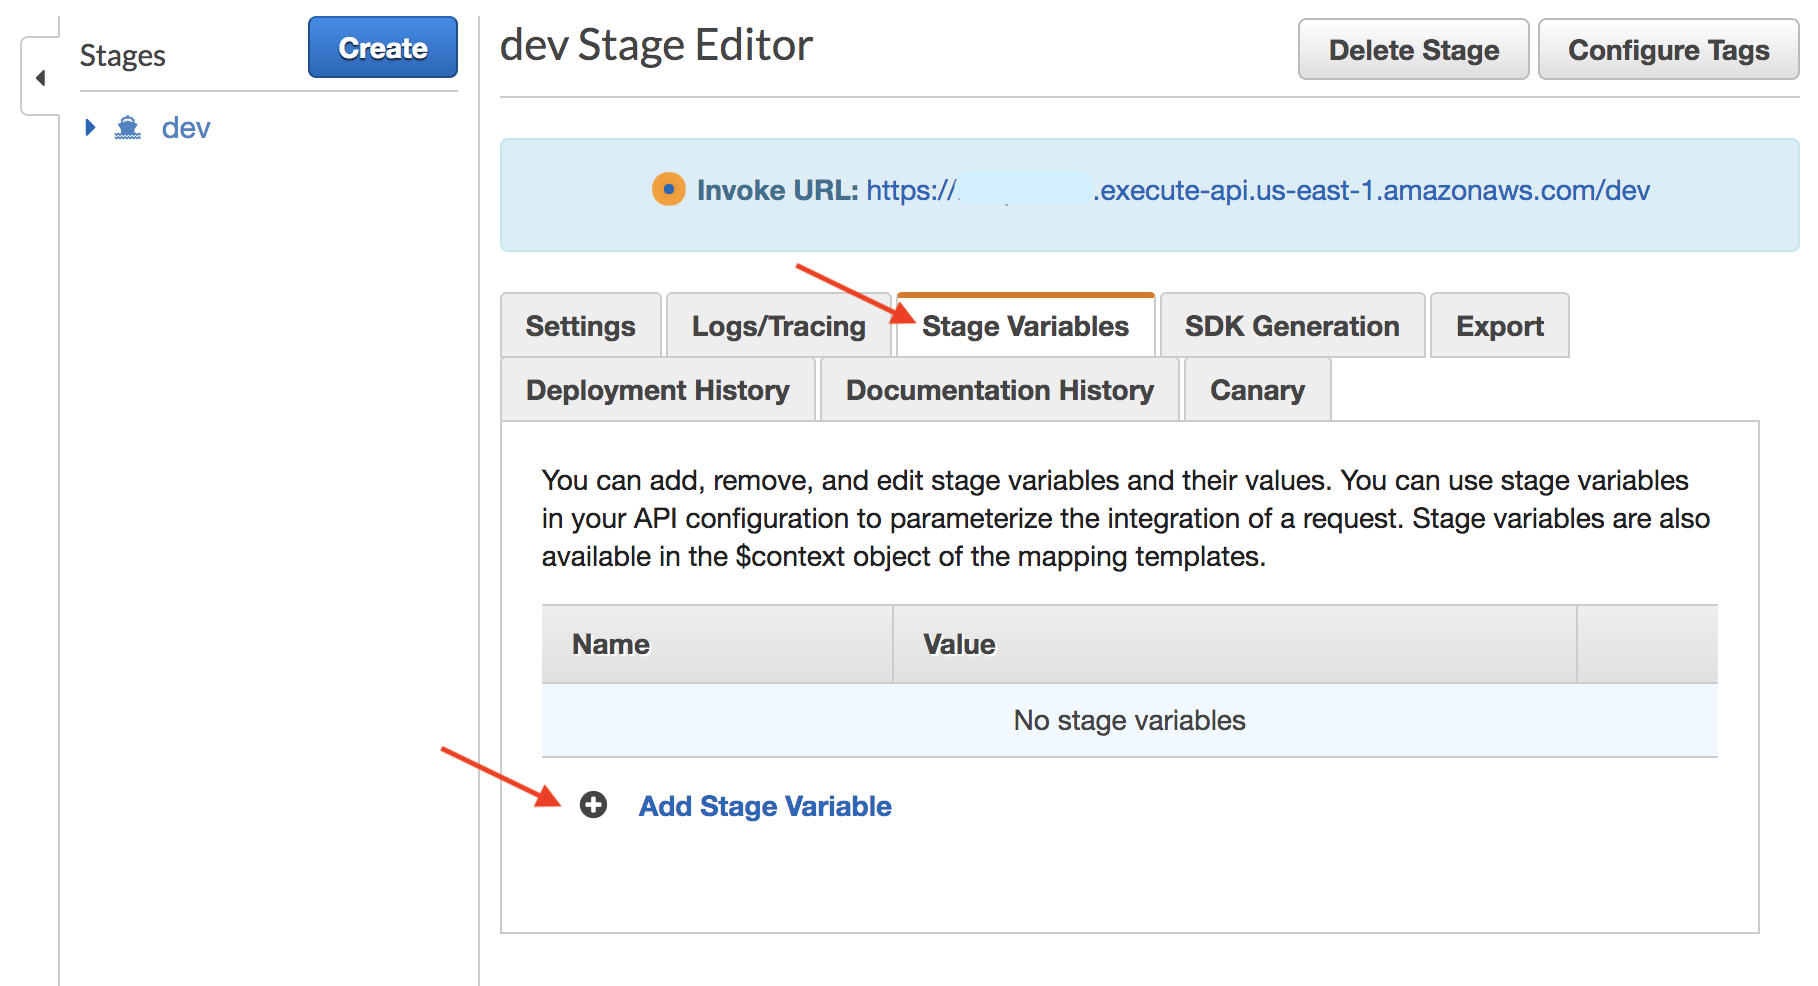 Stages
Create
dev
dev Stage Editor
Delete Stage
Configure Tags
Invoke URL: https:// .execute-api.us-east-1.amazonaws.com/dev
Settings
Logs/Tracing
Stage Variables
SDK Generation
Export
Deployment History
Documentation History
Canary
You can add, remove, and edit stage variables and their values. You can use stage variables
in your API configuration to parameterize the integration of a request. Stage variables are also
available in the $context object of the mapping templates.
Name
Value
No stage variables
Add Stage Variable